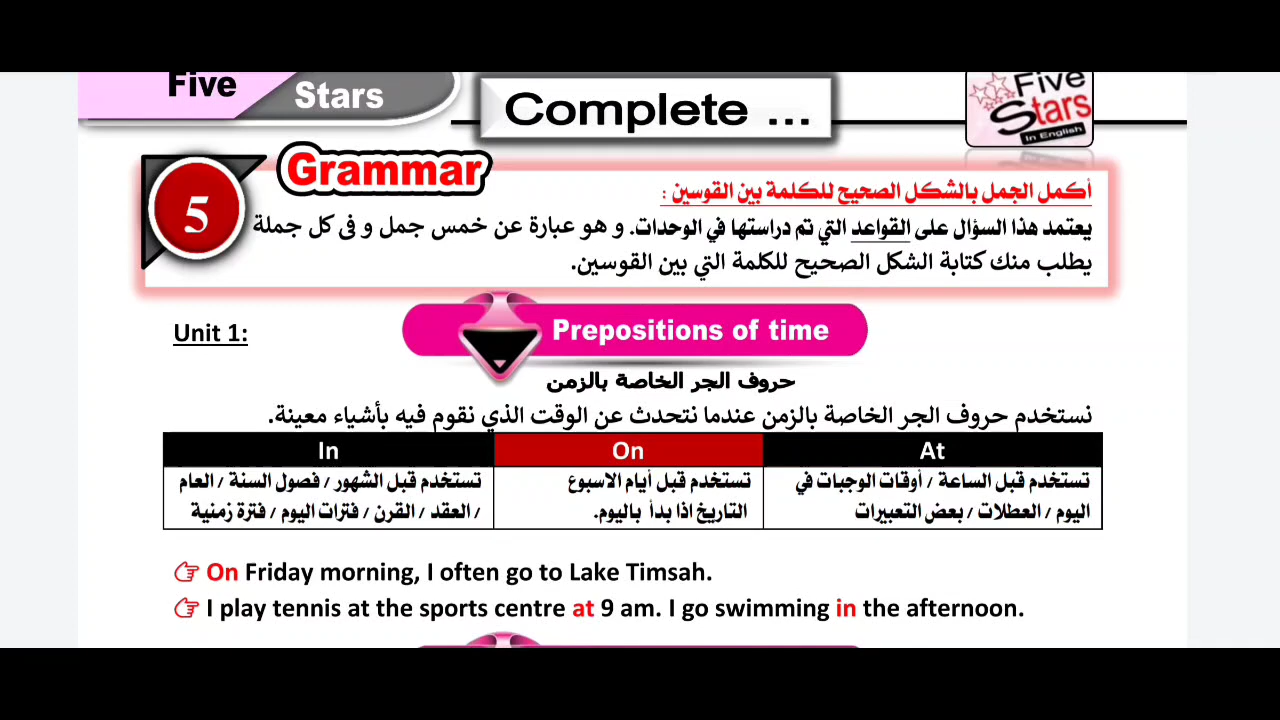 Five
Stars
Complete ...
Five
Stars
In English
5
Grammar
أكمل الجمل بالشكل الصحيح للكلمة بين القوسين :
يعتمد هذا السؤال على القواعد التي تم دراستها في الوحدات. و هو عبارة عن خمس جمل و فى كل جملة
يطلب منك كتابة الشكل الصحيح للكلمة التي بين القوسين.
Unit 1:
Prepositions of time
حروف الجر الخاصة بالزمن
نستخدم حروف الجر الخاصة بالزمن عندما نتحدث عن الوقت الذي نقوم فيه بأشياء معينة.
In
On
At
تستخدم قبل الشهور / فصول السنة / العام
/ العقد / القرن / فترات اليوم / فترة زمنية
تستخدم قبل أيام الاسبوع
التاريخ اذا بدأ باليوم.
تستخدم قبل الساعة / أوقات الوجبات في
اليوم / العطلات / بعض التعبيرات
On Friday morning, I often go to Lake Timsah.
I play tennis at the sports centre at 9 am. I go swimming in the afternoon.